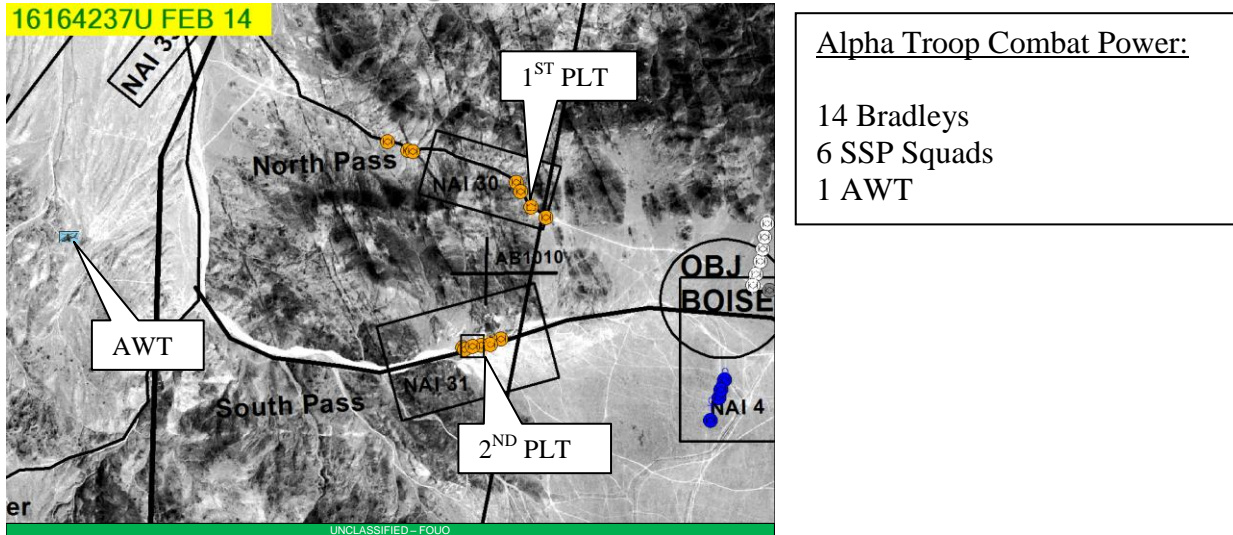 16164237U FEB 14
NAI 33
1ST PLT
North Pass
NAI 30
AB1010
OBJ
BOISE
AWT
NAI 31
NAI 4
South Pass
2ND PLT
er
UNCLASSIFIED – FOUO
Alpha Troop Combat Power:
14 Bradleys
6 SSP Squads
1 AWT